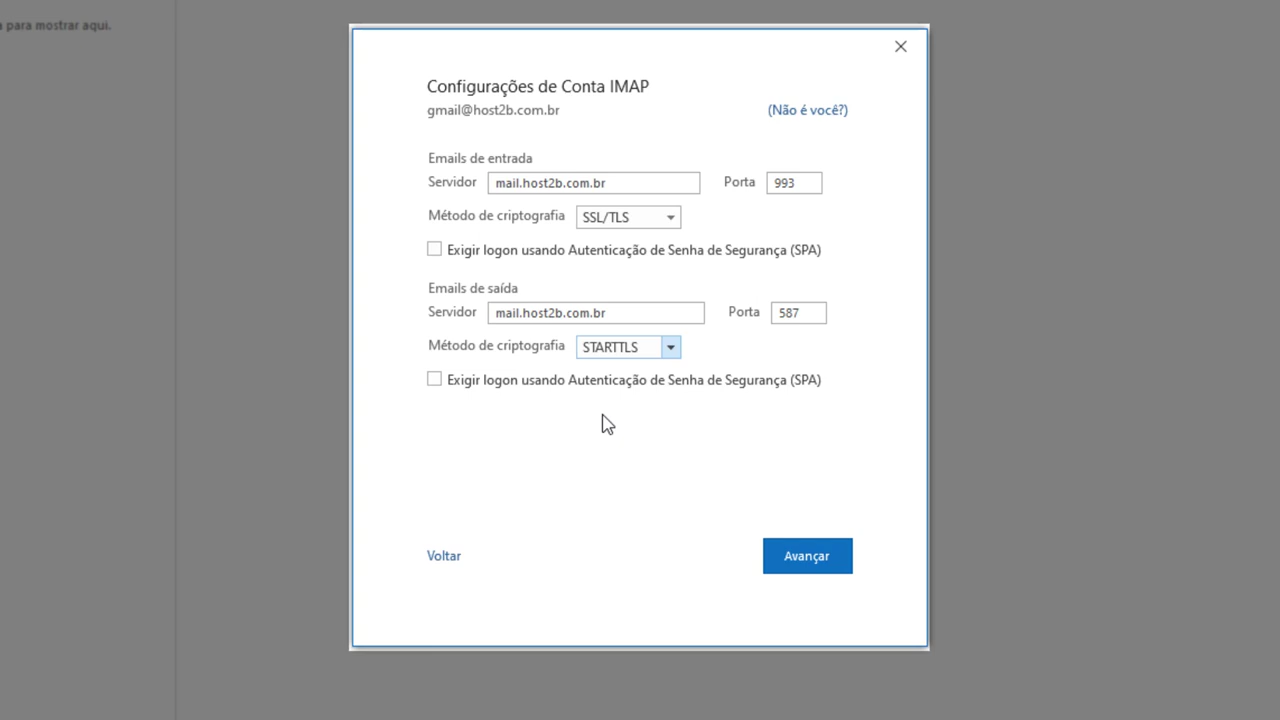 para mostrar aqui.
Configurações de Conta IMAP
gmail@host2b.com.br (Não é você?)
Emails de entrada
Servidor mail.host2b.com.br Porta 993
Método de criptografia SSL/TLS
Exigir logon usando Autenticação de Senha de Segurança (SPA)
Emails de saída
Servidor mail.host2b.com.br Porta 587
Método de criptografia STARTTLS
Exigir logon usando Autenticação de Senha de Segurança (SPA)
Voltar Avançar